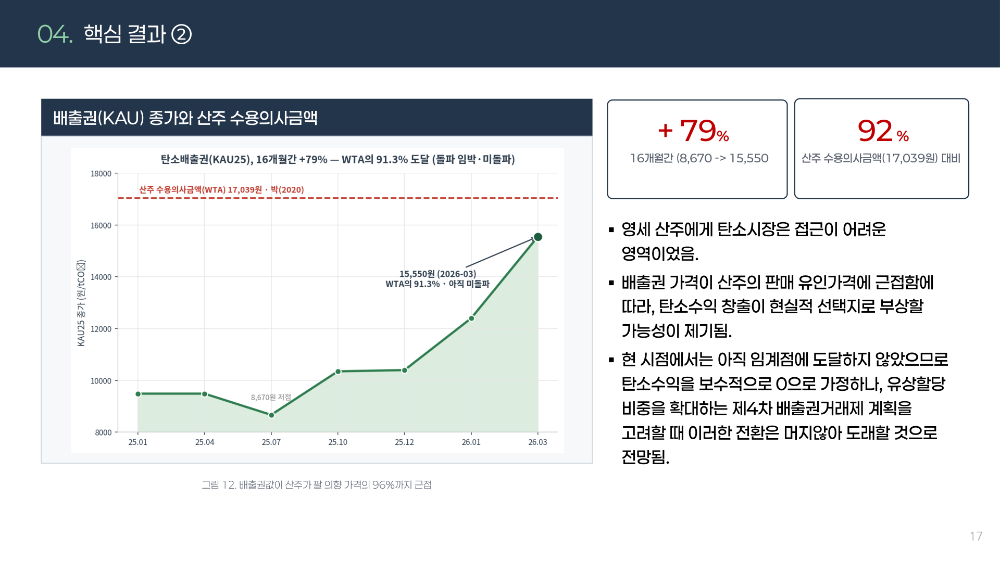 04. 핵심 결과 ②
배출권(KAU) 종가와 산주 수용의사금액
탄소배출권(KAU25), 16개월간 +79% — WTA의 91.3% 도달 (돌파 임박·미돌파)
KAU25 종가 (원/tCO☒)
18000
16000
14000
12000
10000
8000
산주 수용의사금액(WTA) 17,039원 · 박(2020)
15,550원 (2026-03)
WTA의 91.3% · 아직 미돌파
8,670원 저점
25.01 25.04 25.07 25.10 25.12 26.01 26.03
그림 12. 배출권값이 산주가 팔 의향 가격의 96%까지 근접
+ 79%
16개월간 (8,670 -> 15,550
92 %
산주 수용의사금액(17,039원) 대비
▪ 영세 산주에게 탄소시장은 접근이 어려운
영역이었음.
▪ 배출권 가격이 산주의 판매 유인가격에 근접함에
따라, 탄소수익 창출이 현실적 선택지로 부상할
가능성이 제기됨.
▪ 현 시점에서는 아직 임계점에 도달하지 않았으므로
탄소수익을 보수적으로 0으로 가정하나, 유상할당
비중을 확대하는 제4차 배출권거래제 계획을
고려할 때 이러한 전환은 머지않아 도래할 것으로
전망됨.
17